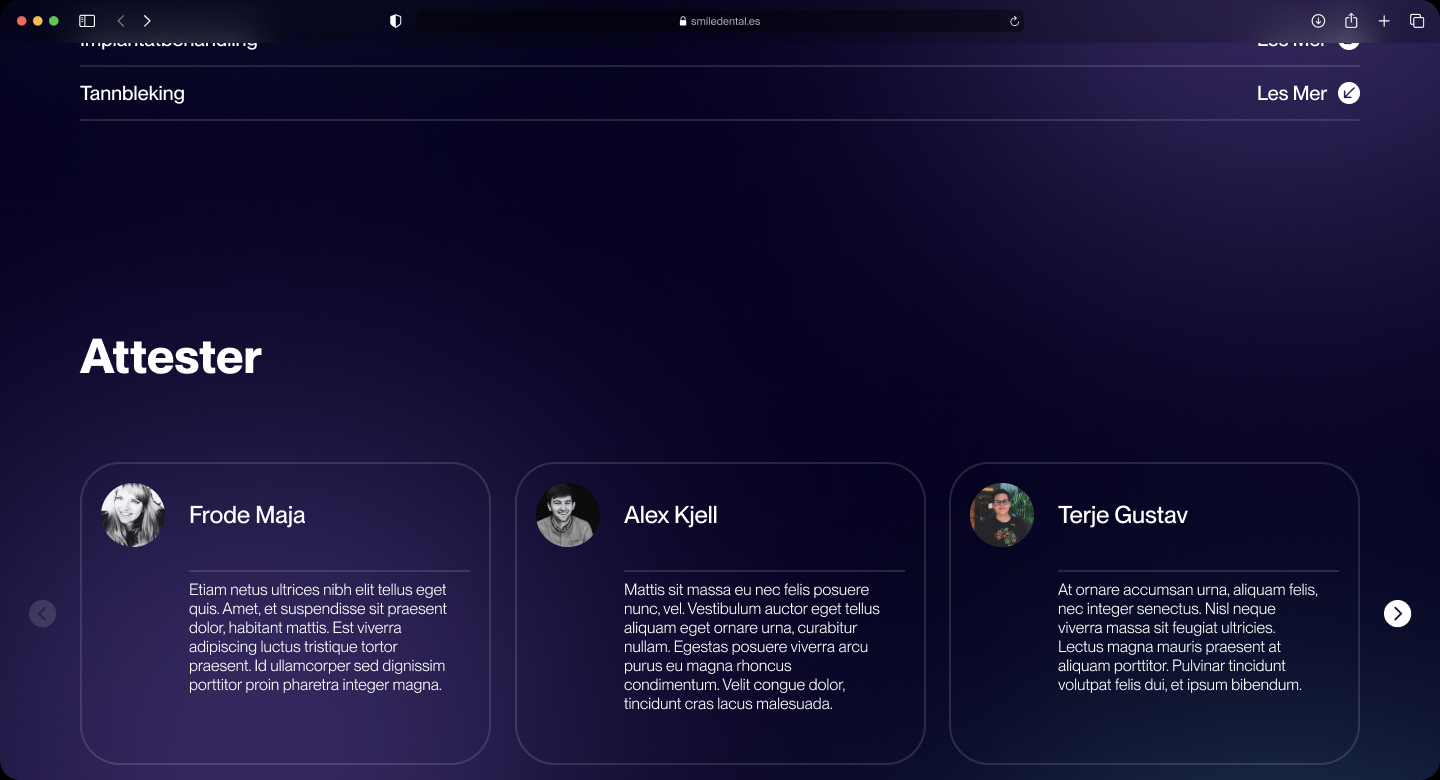 smiledental.es
Implantatbehandling Les Mer
Tannbleking Les Mer
Attester
Frode Maja
Etiam netus ultrices nibh elit tellus eget
quis. Amet, et suspendisse sit praesent
dolor, habitant mattis. Est viverra
adipiscing luctus tristique tortor
praesent. Id ullamcorper sed dignissim
porttitor proin pharetra integer magna.
Alex Kjell
Mattis sit massa eu nec felis posuere
nunc, vel. Vestibulum auctor eget tellus
aliquam eget ornare urna, curabitur
nullam. Egestas posuere viverra arcu
purus eu magna rhoncus
condimentum. Velit congue dolor,
tincidunt cras lacus malesuada.
Terje Gustav
At ornare accumsan urna, aliquam felis,
nec integer senectus. Nisl neque
viverra massa sit feugiat ultricies.
Lectus magna mauris praesent at
aliquam porttitor. Pulvinar tincidunt
volutpat felis dui, et ipsum bibendum.